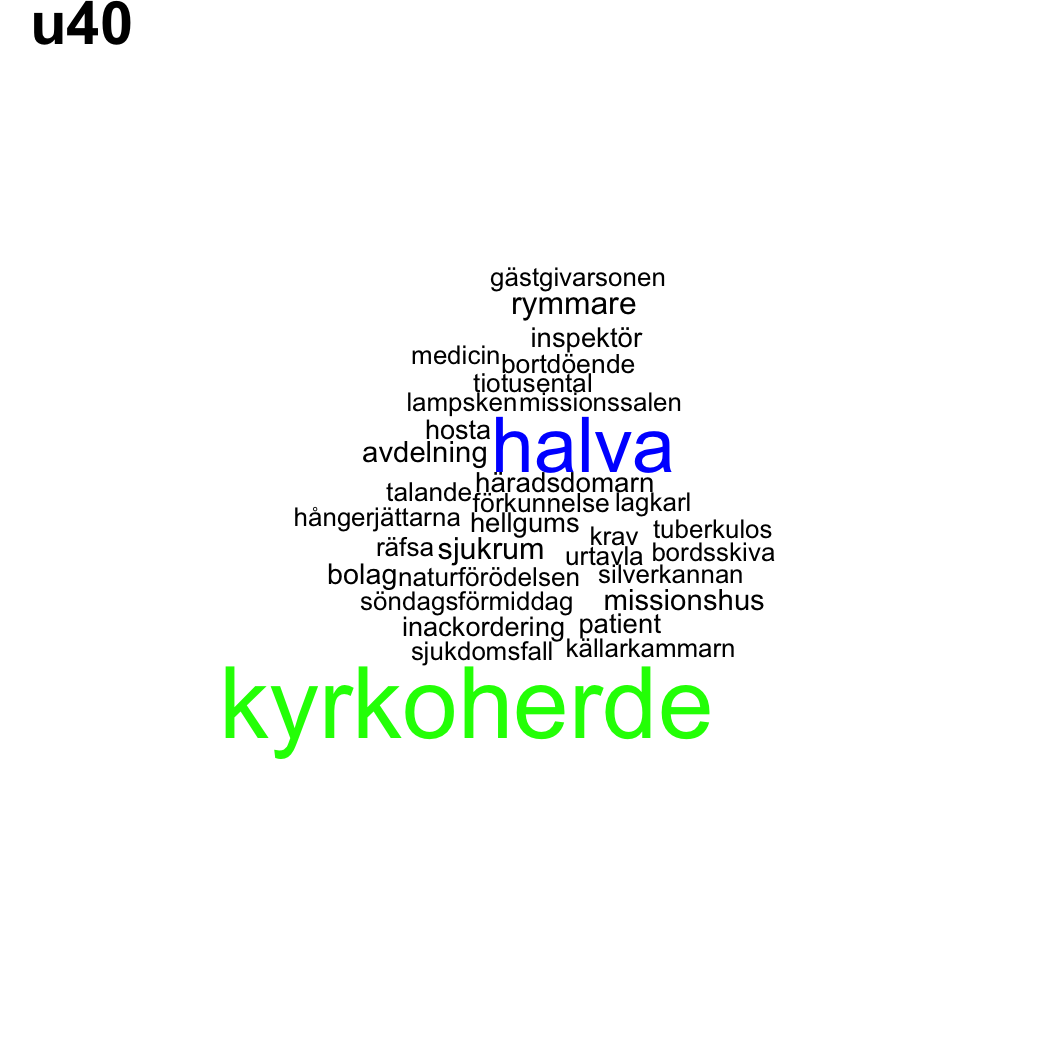 u40
gästgivarsonen
rymmare
inspektör
medicin bortdöende
tiotusental
lampsken missionssalen
hosta halva
avdelning
häradsdomarn
talande förkunnelse lagkarl
hångerjättarna hellgums krav tuberkulos
räfsa sjukrum urtavla bordsskiva
bolag naturförödelsen silverkannan
söndagsförmiddag missionshus
inackordering patient
sjukdomsfall källarkammarn
kyrkoherde